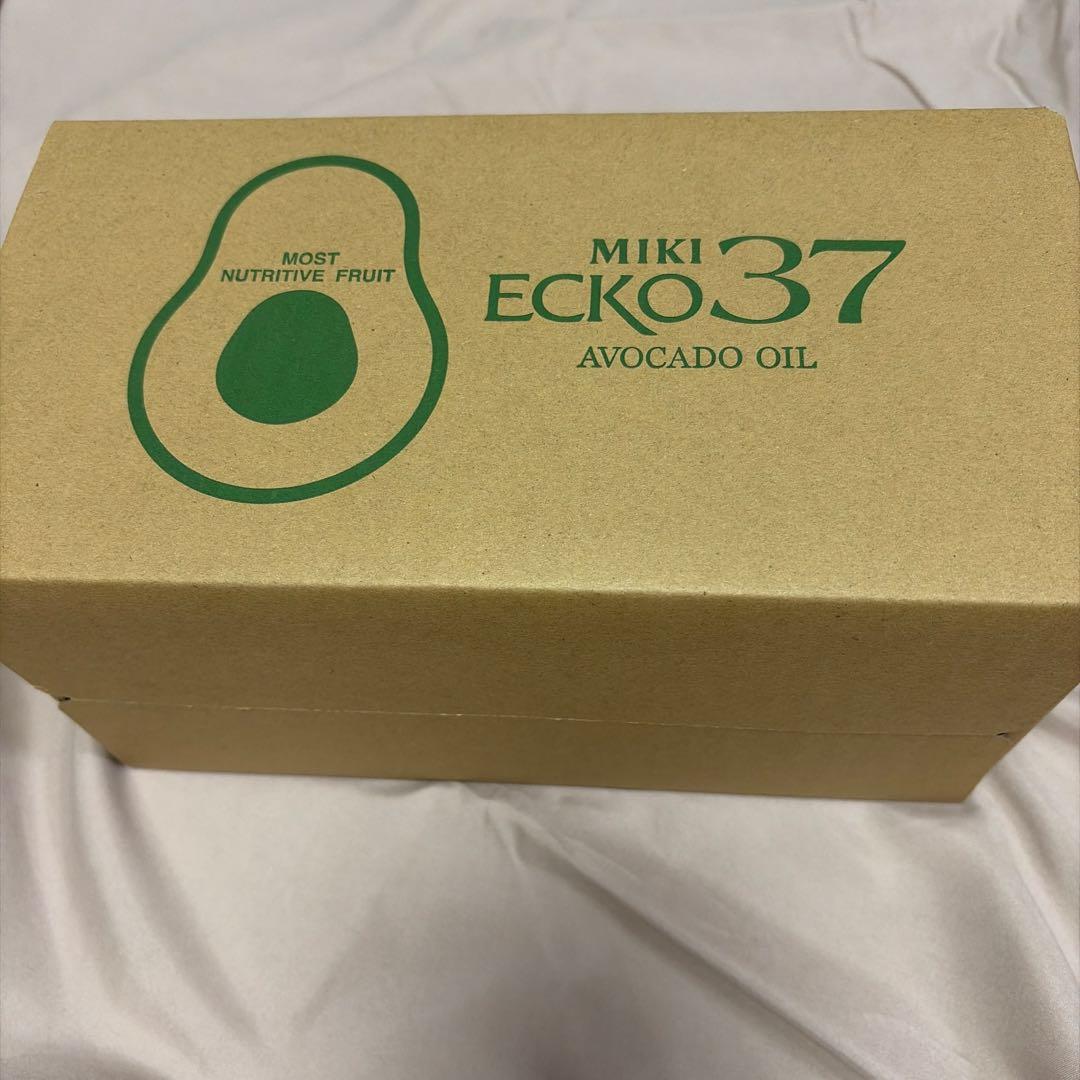 MOST
NUTRITIVE FRUIT
MIKI
ECKO37
AVOCADO OIL